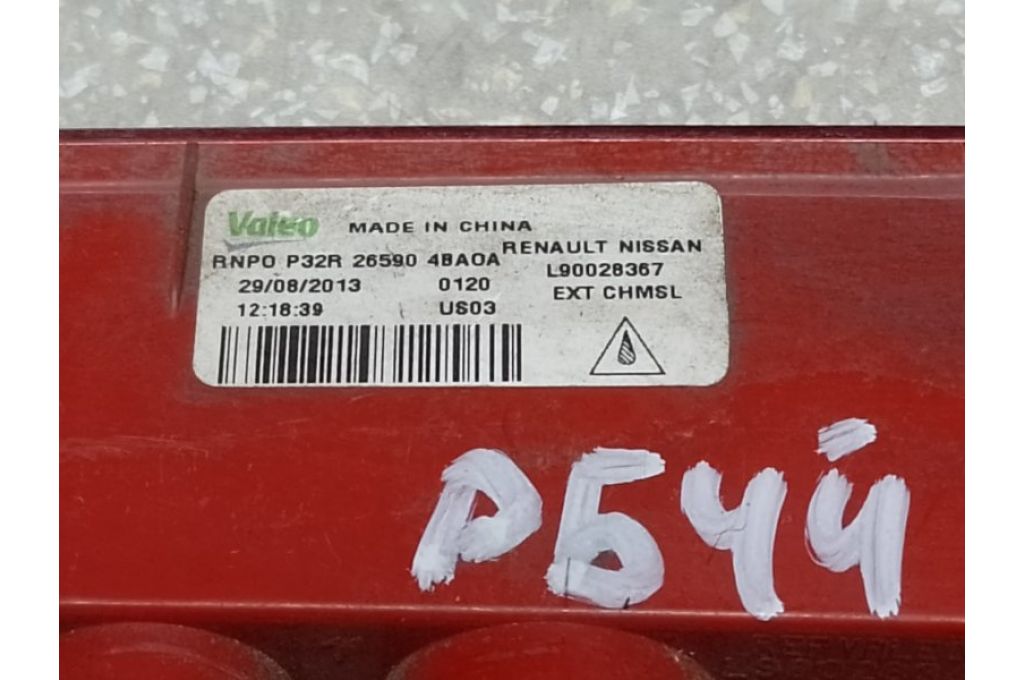 Valeo MADE IN CHINA
RENAULT NISSAN
RNPO P32R 26590 4BA0A
L90028367
29/08/2013 0120
EXT CHMSL
12:18:39 US03